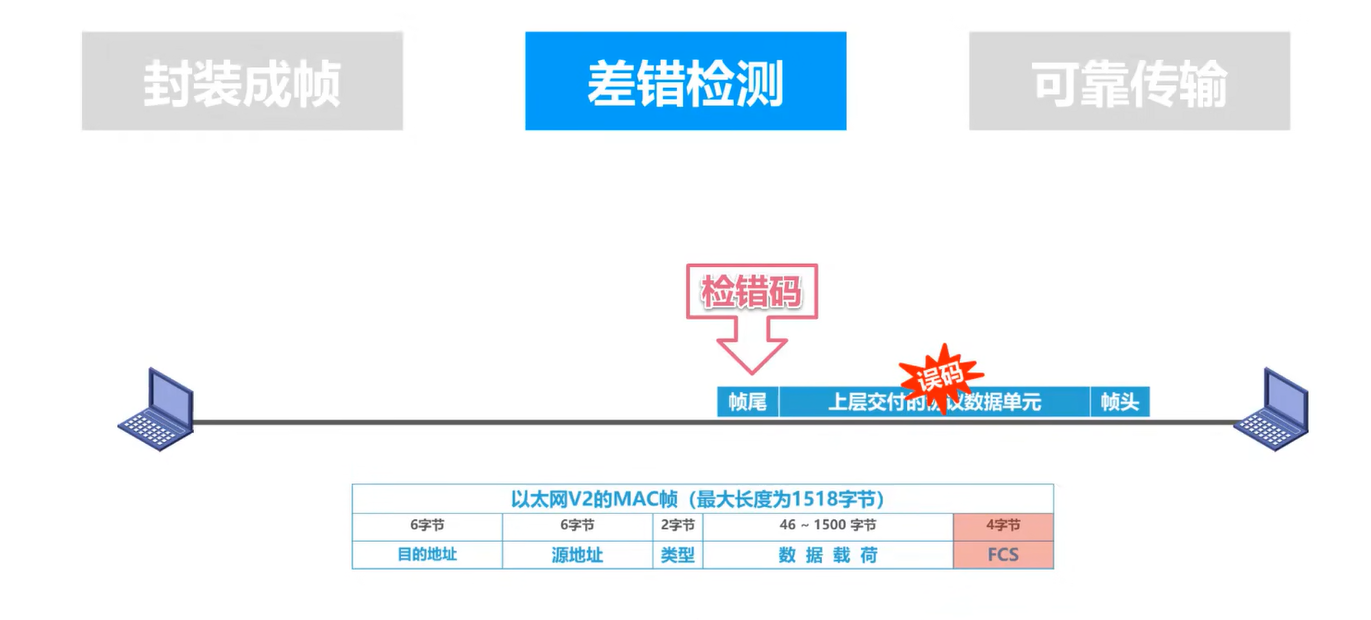 封装成帧
差错检测
可靠传输
检错码
误码
帧尾
上层交付的协议数据单元
帧头
以太网V2的MAC帧（最大长度为1518字节）
6字节 6字节 2字节 46 ~ 1500 字节 4字节
目的地址 源地址 类型 数 据 载 荷 FCS